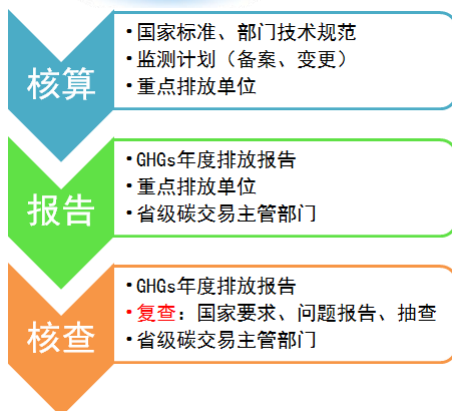 核算
•国家标准、部门技术规范
•监测计划（备案、变更）
•重点排放单位
报告
•GHGs年度排放报告
•重点排放单位
•省级碳交易主管部门
核查
•GHGs年度排放报告
•复查：国家要求、问题报告、抽查
•省级碳交易主管部门